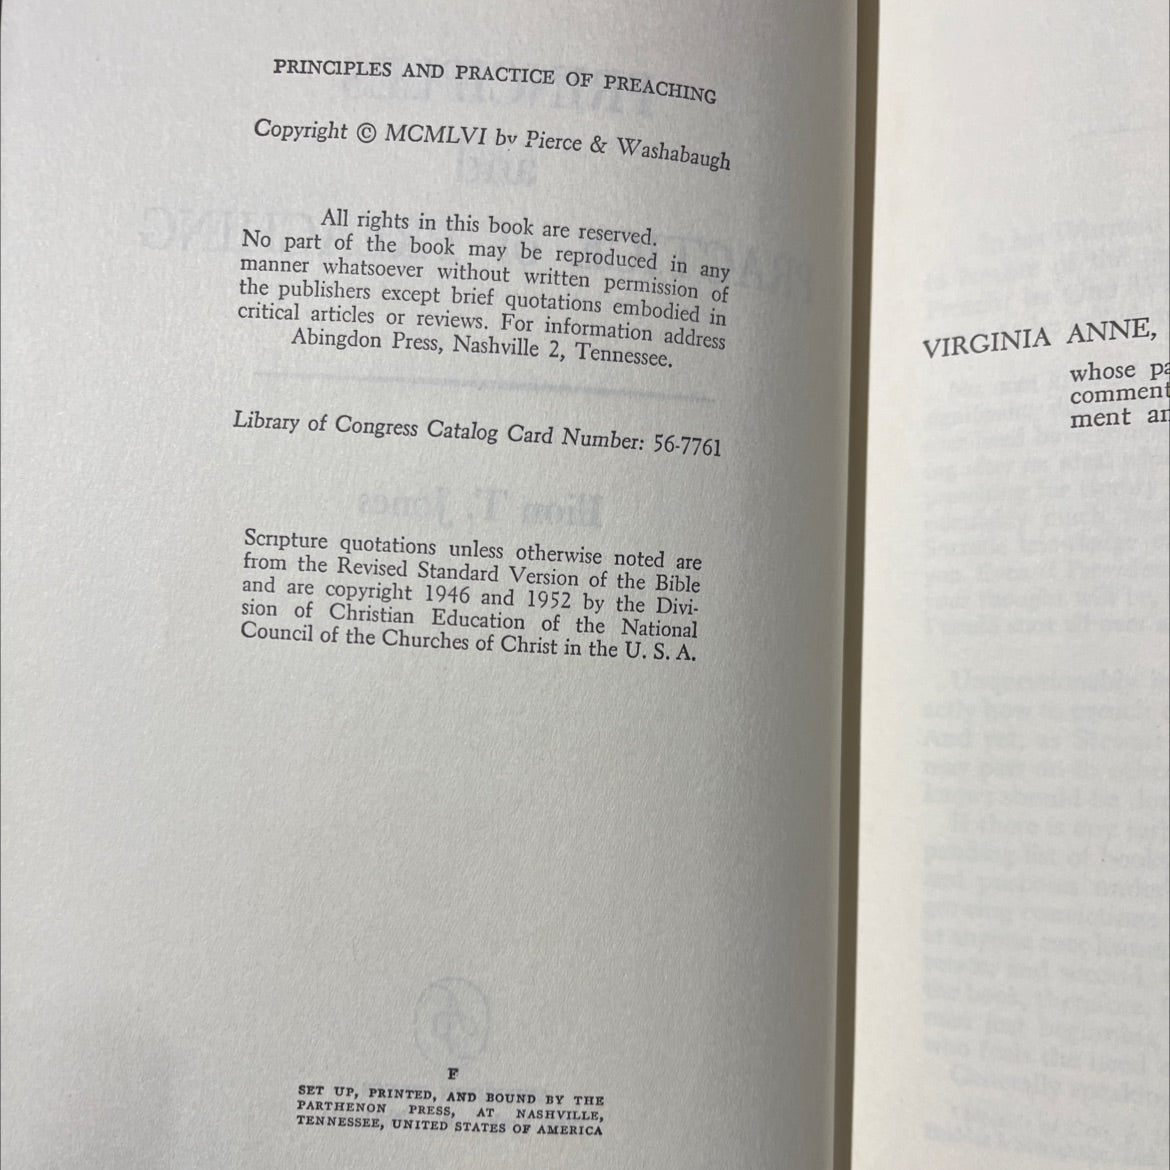 PRINCIPLES AND PRACTICE OF PREACHING
Copyright © MCMLVI by Pierce & Washabaugh
All rights in this book are reserved.
No part of the book may be reproduced in any
manner whatsoever without written permission of
the publishers except brief quotations embodied in
critical articles or reviews. For information address
Abingdon Press, Nashville 2, Tennessee.
Library of Congress Catalog Card Number: 56-7761
Scripture quotations unless otherwise noted are
from the Revised Standard Version of the Bible
and are copyright 1946 and 1952 by the Divi-
sion of Christian Education of the National
Council of the Churches of Christ in the U. S. A.
F
SET UP, PRINTED, AND BOUND BY THE
PARTHENON PRESS, AT NASHVILLE,
TENNESSEE, UNITED STATES OF AMERICA
VIRGINIA ANNE,
whose pa
comment
ment an